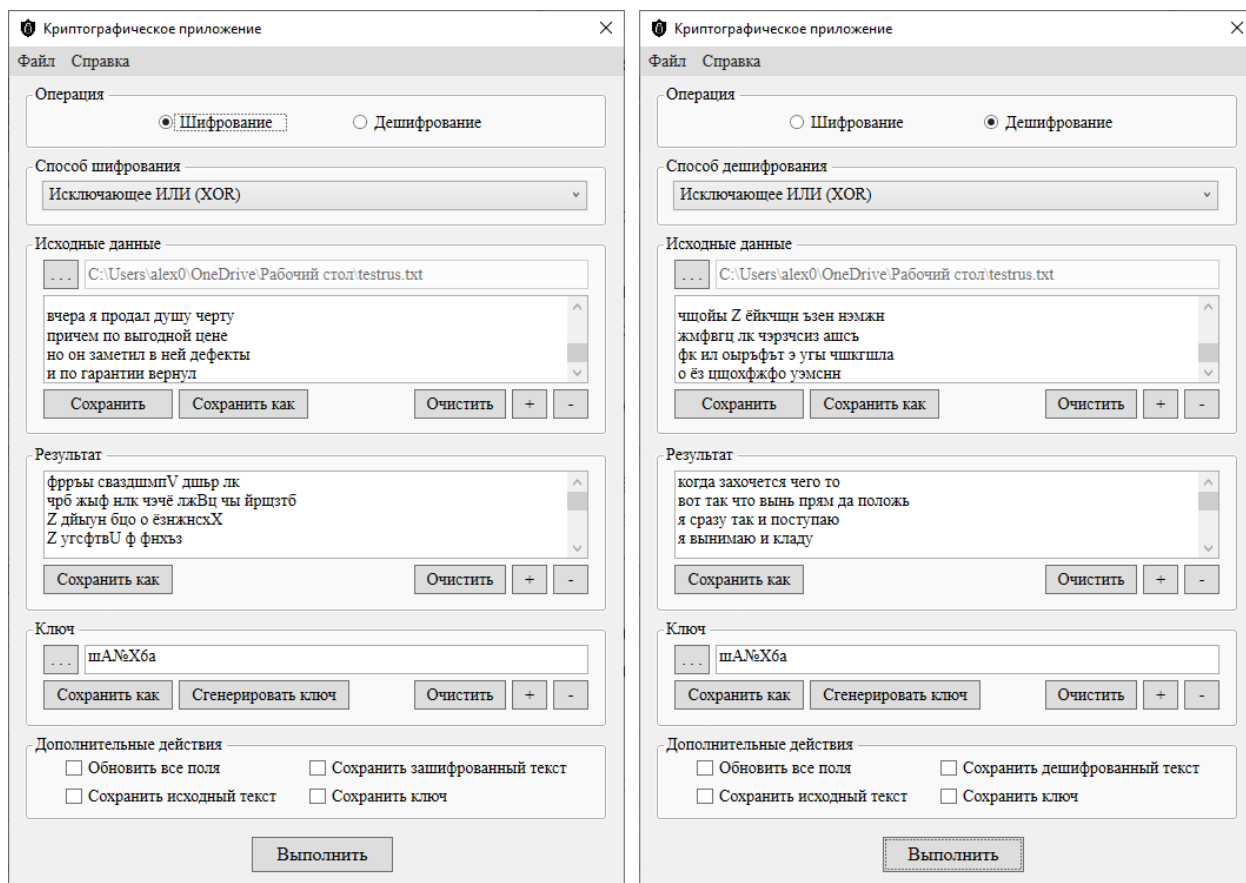 Криптографическое приложение
Файл Справка
Операция
Шифрование Дешифрование
Способ шифрования
Исключающее ИЛИ (XOR)
Исходные данные
... C:\Users\alex0\OneDrive\Рабочий стол\testrus.txt
вчера я продал душу черту
причем по выгодной цене
но он заметил в ней дефекты
и по гарантии вернул
Сохранить Сохранить как Очистить + -
Результат
фрръы сваздшмпV дшьр лк
чрб жыф нлк чэчё лжВц чы йрщзтб
Z дйыун бцо о ёзнжнсхХ
Z угсфтвU ф фнхъз
Сохранить как Очистить + -
Ключ
... шА№Хба
Сохранить как Сгенерировать ключ Очистить + -
Дополнительные действия
Обновить все поля Сохранить зашифрованный текст
Сохранить исходный текст Сохранить ключ
Выполнить
Криптографическое приложение
Файл Справка
Операция
Шифрование Дешифрование
Способ дешифрования
Исключающее ИЛИ (XOR)
Исходные данные
... C:\Users\alex0\OneDrive\Рабочий стол\testrus.txt
чщойы Z ёйкчщн ъзен нэмжн
жмфвгц лк чэрзчсиз ашсъ
фк ил оыръфът э угы чшкгшла
о ёз цщохфжфо уэмснн
Сохранить Сохранить как Очистить + -
Результат
когда захочется чего то
вот так что вынь прям да положь
я сразу так и поступаю
я вынимаю и кладу
Сохранить как Очистить + -
Ключ
... шА№Хба
Сохранить как Сгенерировать ключ Очистить + -
Дополнительные действия
Обновить все поля Сохранить дешифрованный текст
Сохранить исходный текст Сохранить ключ
Выполнить